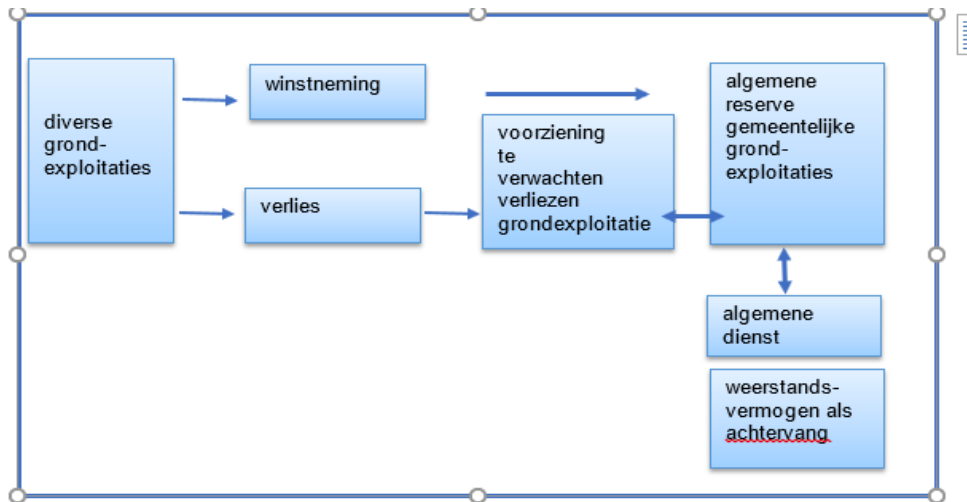 diverse
grond-
exploitaties
winstneming
verlies
voorziening
te
verwachten
verliezen
grondexploitatie
algemene
reserve
gemeentelijke
grond-
exploitaties
algemene
dienst
weerstands-
vermogen als
achtervang